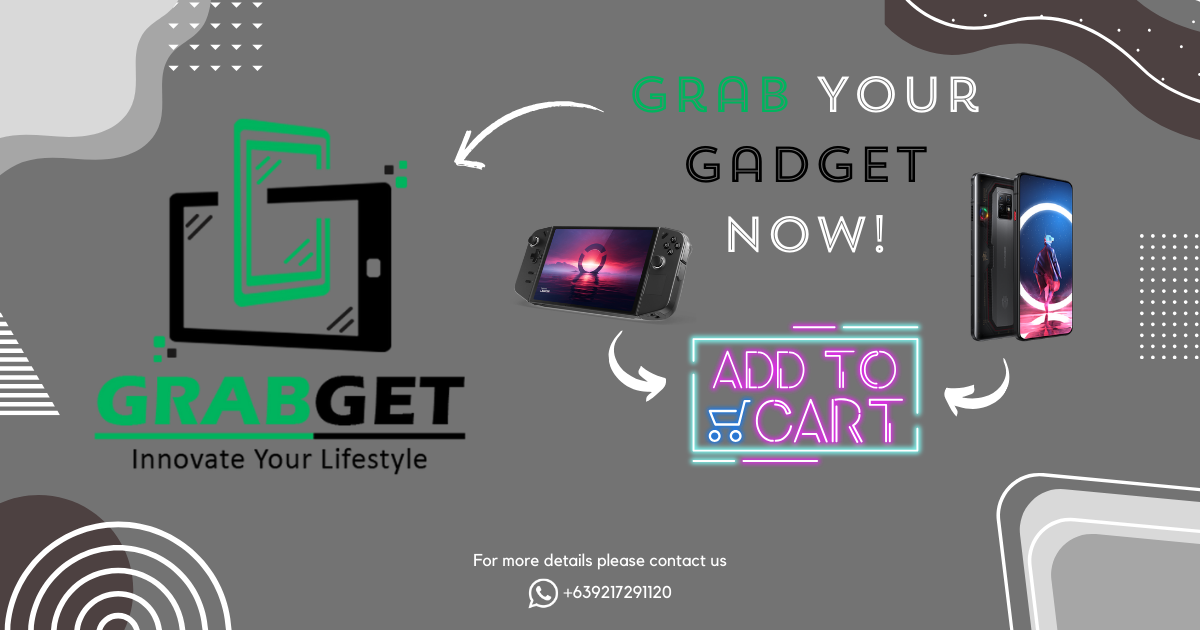 GRAB YOUR
GADGET
NOW!
GRABGET
Innovate Your Lifestyle
ADD TO
CART
For more details please contact us
+639217291120